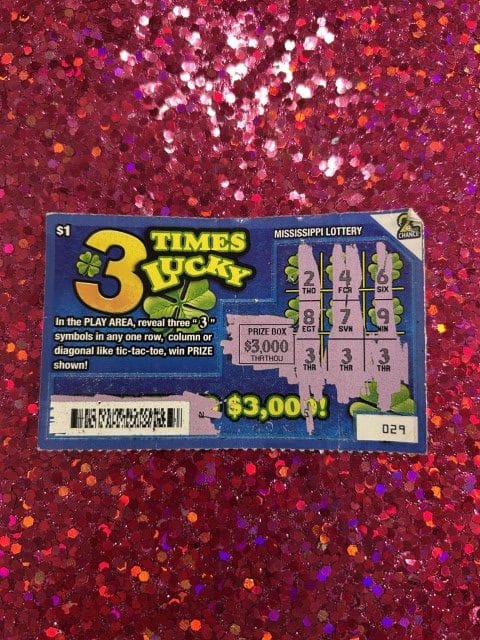 $1
3 TIMES
LUCKY
MISSISSIPPI LOTTERY
2nd
CHANCE
In the PLAY AREA, reveal three "3"
symbols in any one row, column or
diagonal like tic-tac-toe, win PRIZE
shown!
2 4 6
TWO FOR SIX
8 7 9
EGT SVN NIN
PRIZE BOX
$3,000
THRTHOU
3 3 3
THR THR THR
$3,000!
029